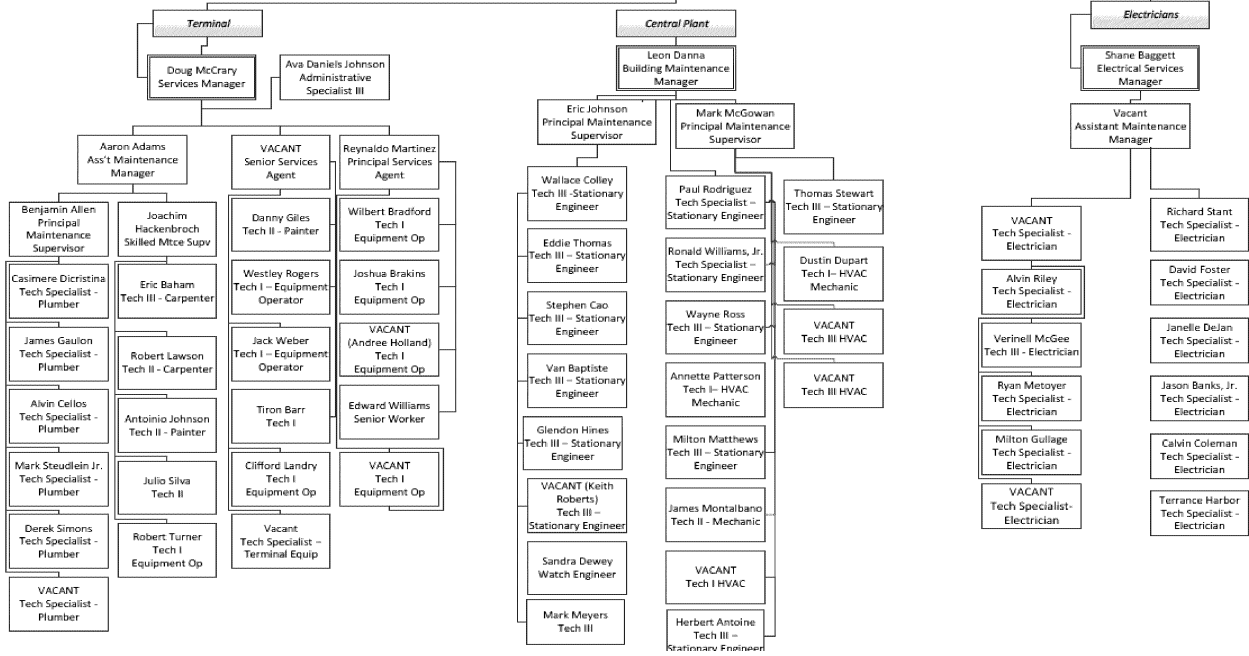 Terminal
Doug McCrary
Services Manager
Ava Daniels Johnson
Administrative
Specialist III
Aaron Adams
Ass't Maintenance
Manager
VACANT
Senior Services
Agent
Reynaldo Martinez
Principal Services
Agent
Benjamin Allen
Principal
Maintenance
Supervisor
Casimere Dicristina
Tech Specialist -
Plumber
James Gaulon
Tech Specialist -
Plumber
Alvin Cellos
Tech Specialist -
Plumber
Mark Steudlein Jr.
Tech Specialist -
Plumber
Derek Simons
Tech Specialist -
Plumber
VACANT
Tech Specialist -
Plumber
Joachim
Hackenbroch
Skilled Mtce Supv
Eric Baham
Tech III - Carpenter
Robert Lawson
Tech II - Carpenter
Antoinio Johnson
Tech II - Painter
Julio Silva
Tech II
Robert Turner
Tech I
Equipment Op
Danny Giles
Tech II - Painter
Westley Rogers
Tech I – Equipment
Operator
Jack Weber
Tech I – Equipment
Operator
Tiron Barr
Tech I
Clifford Landry
Tech I
Equipment Op
Vacant
Tech Specialist –
Terminal Equip
Wilbert Bradford
Tech I
Equipment Op
Joshua Brakins
Tech I
Equipment Op
VACANT
(Andree Holland)
Tech I
Equipment Op
Edward Williams
Senior Worker
VACANT
Tech I
Equipment Op
Central Plant
Leon Danna
Building Maintenance
Manager
Eric Johnson
Principal Maintenance
Supervisor
Mark McGowan
Principal Maintenance
Supervisor
Wallace Colley
Tech III -Stationary
Engineer
Eddie Thomas
Tech III – Stationary
Engineer
Stephen Cao
Tech III – Stationary
Engineer
Van Baptiste
Tech III – Stationary
Engineer
Glendon Hines
Tech III – Stationary
Engineer
VACANT (Keith
Roberts)
Tech III –
Stationary Engineer
Sandra Dewey
Watch Engineer
Mark Meyers
Tech III
Paul Rodriguez
Tech Specialist –
Stationary Engineer
Ronald Williams, Jr.
Tech Specialist –
Stationary Engineer
Wayne Ross
Tech III – Stationary
Engineer
Annette Patterson
Tech I– HVAC
Mechanic
Milton Matthews
Tech III – Stationary
Engineer
James Montalbano
Tech II - Mechanic
VACANT
Tech I HVAC
Herbert Antoine
Tech III –
Stationary Engineer
Thomas Stewart
Tech III – Stationary
Engineer
Dustin Dupart
Tech I– HVAC
Mechanic
VACANT
Tech III HVAC
VACANT
Tech III HVAC
Electricians
Shane Baggett
Electrical Services
Manager
Vacant
Assistant Maintenance
Manager
VACANT
Tech Specialist -
Electrician
Alvin Riley
Tech Specialist -
Electrician
Verinell McGee
Tech III - Electrician
Ryan Metoyer
Tech Specialist -
Electrician
Milton Gullage
Tech Specialist -
Electrician
VACANT
Tech Specialist-
Electrician
Richard Stant
Tech Specialist -
Electrician
David Foster
Tech Specialist -
Electrician
Janelle DeJan
Tech Specialist -
Electrician
Jason Banks, Jr.
Tech Specialist -
Electrician
Calvin Coleman
Tech Specialist -
Electrician
Terrance Harbor
Tech Specialist -
Electrician